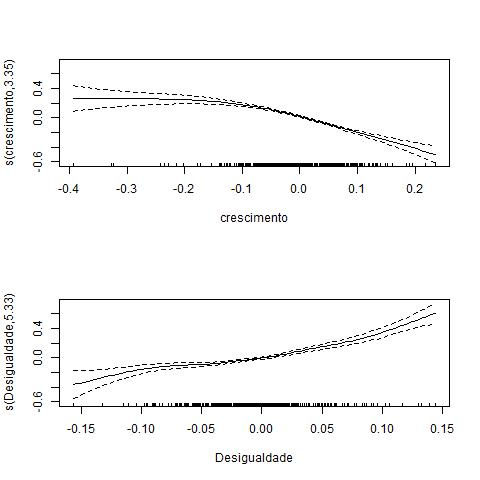 s(crescimento,3.35)
0.4
0.0
-0.6
-0.4 -0.3 -0.2 -0.1 0.0 0.1 0.2
crescimento
s(Desigualdade,5.33)
0.4
0.0
-0.6
-0.15 -0.10 -0.05 0.00 0.05 0.10 0.15
Desigualdade